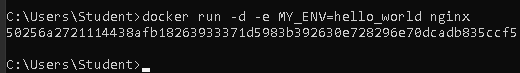 C:\Users\Student>docker run -d -e MY_ENV=hello_world nginx
50256a2721114438afb18263933371d5983b392630e728296e70dcadb835ccf5
C:\Users\Student>